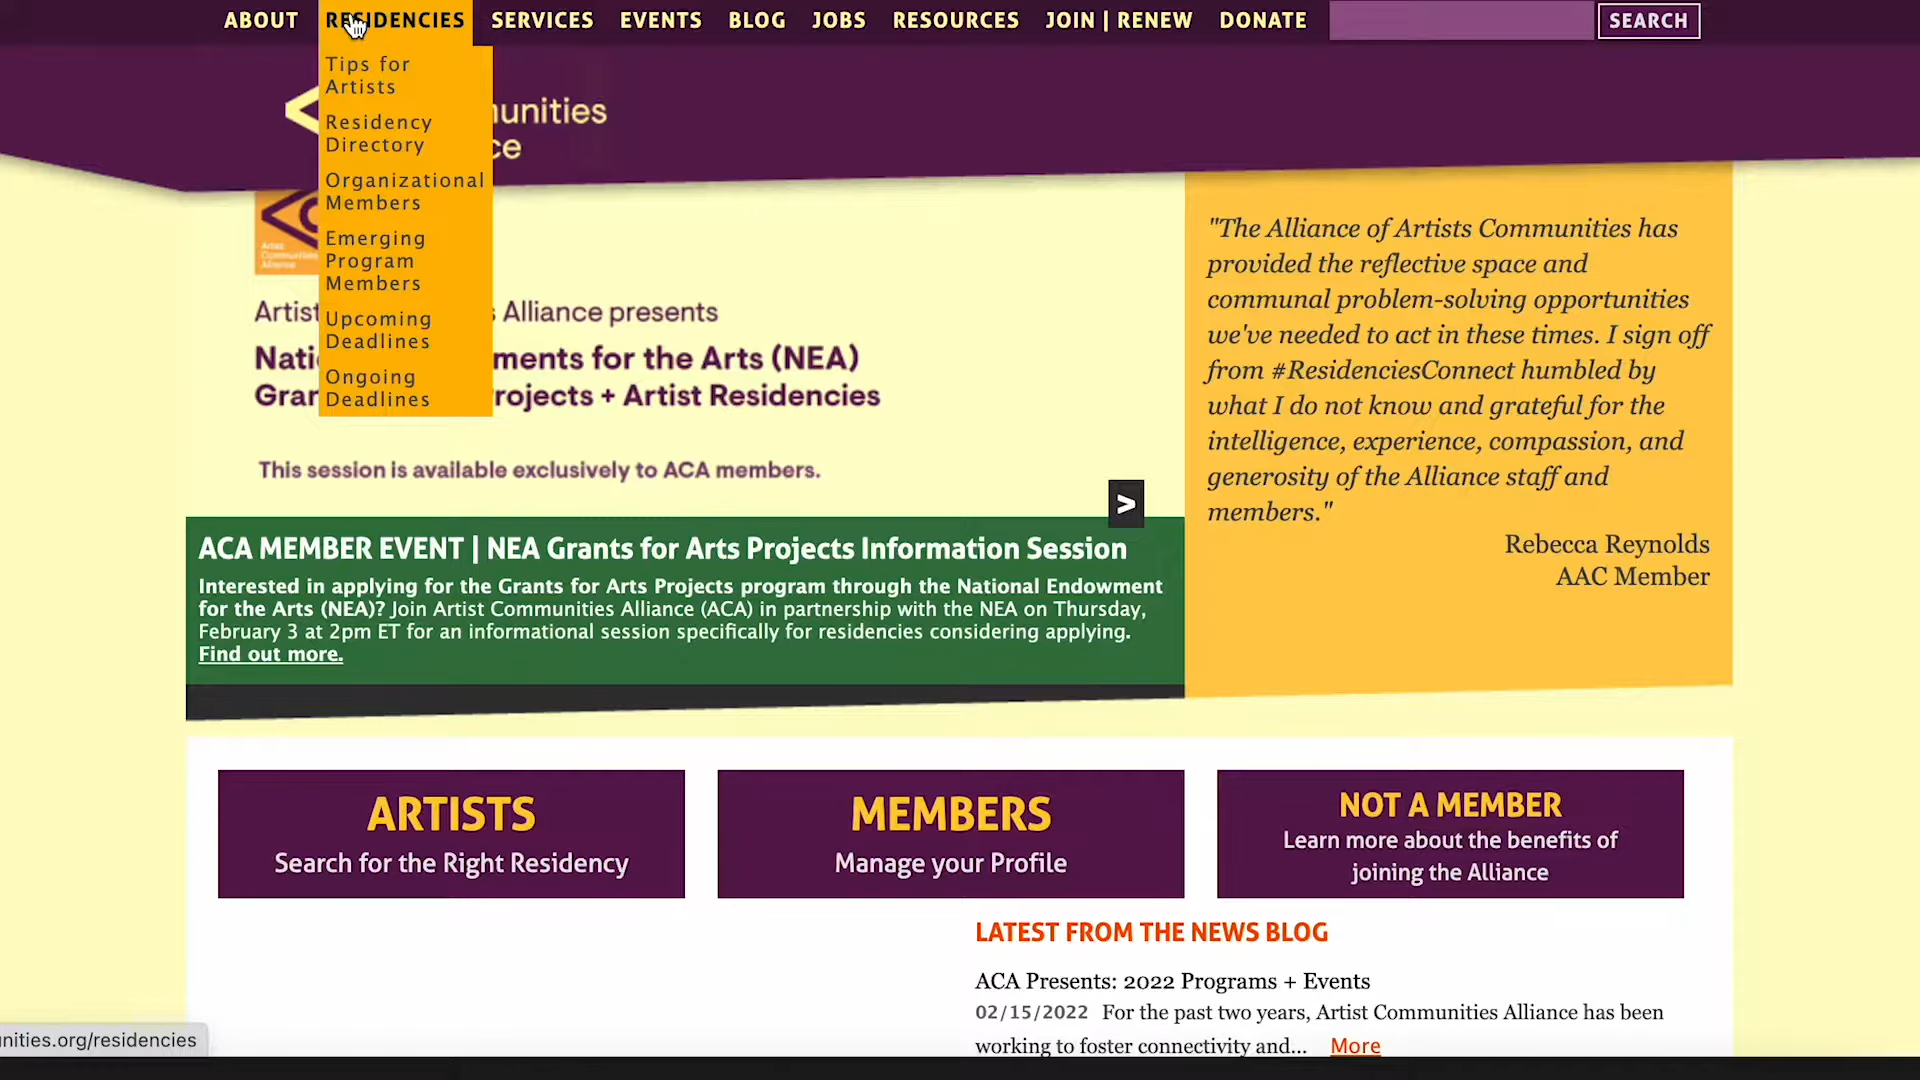 ABOUT RESIDENCIES SERVICES EVENTS BLOG JOBS RESOURCES JOIN | RENEW DONATE SEARCH
Tips for
Artists
Residency
Directory
Organizational
Members
Emerging
Program
Members
Upcoming
Deadlines
Ongoing
Deadlines
Alliance presents
ments for the Arts (NEA)
rojects + Artist Residencies
This session is available exclusively to ACA members.
>
ACA MEMBER EVENT | NEA Grants for Arts Projects Information Session
Interested in applying for the Grants for Arts Projects program through the National Endowment
for the Arts (NEA)? Join Artist Communities Alliance (ACA) in partnership with the NEA on Thursday,
February 3 at 2pm ET for an informational session specifically for residencies considering applying.
Find out more.
"The Alliance of Artists Communities has
provided the reflective space and
communal problem-solving opportunities
we've needed to act in these times. I sign off
from #ResidenciesConnect humbled by
what I do not know and grateful for the
intelligence, experience, compassion, and
generosity of the Alliance staff and
members."
Rebecca Reynolds
AAC Member
ARTISTS
Search for the Right Residency
MEMBERS
Manage your Profile
NOT A MEMBER
Learn more about the benefits of
joining the Alliance
LATEST FROM THE NEWS BLOG
ACA Presents: 2022 Programs + Events
02/15/2022 For the past two years, Artist Communities Alliance has been
working to foster connectivity and... More
nities.org/residencies